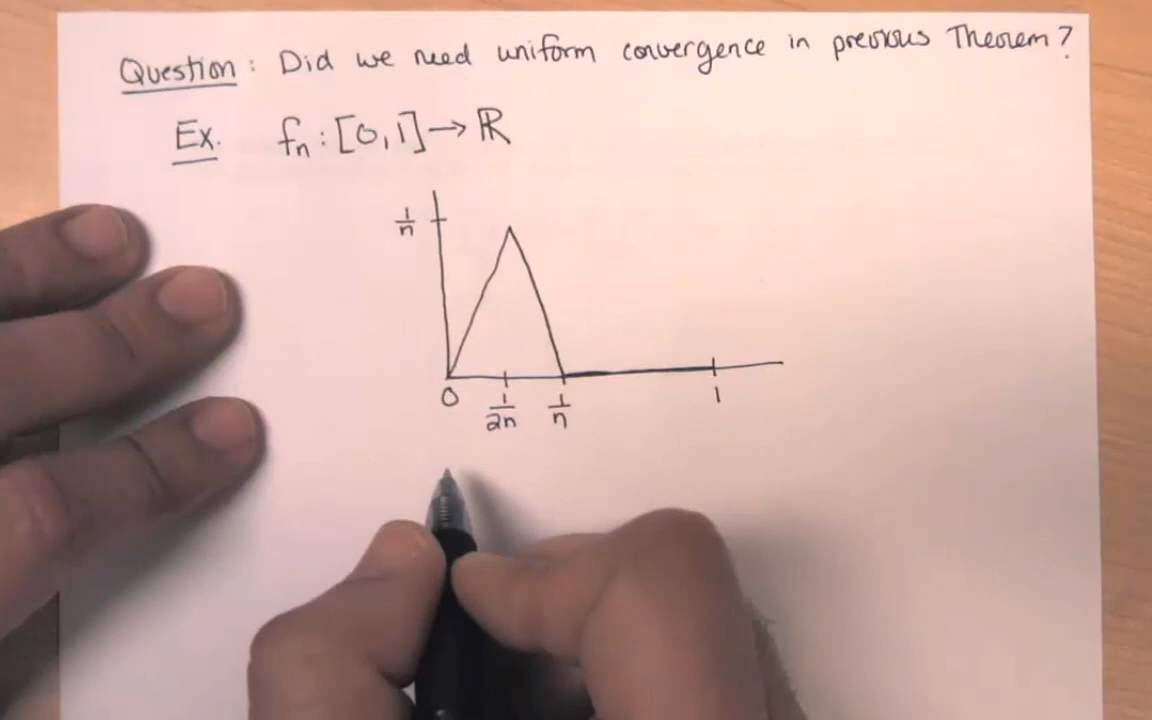 Question: Did we need uniform convergence in previous Theorem?
Ex. fₙ: [0,1] → ℝ
1/n
0 1/2n 1/n 1